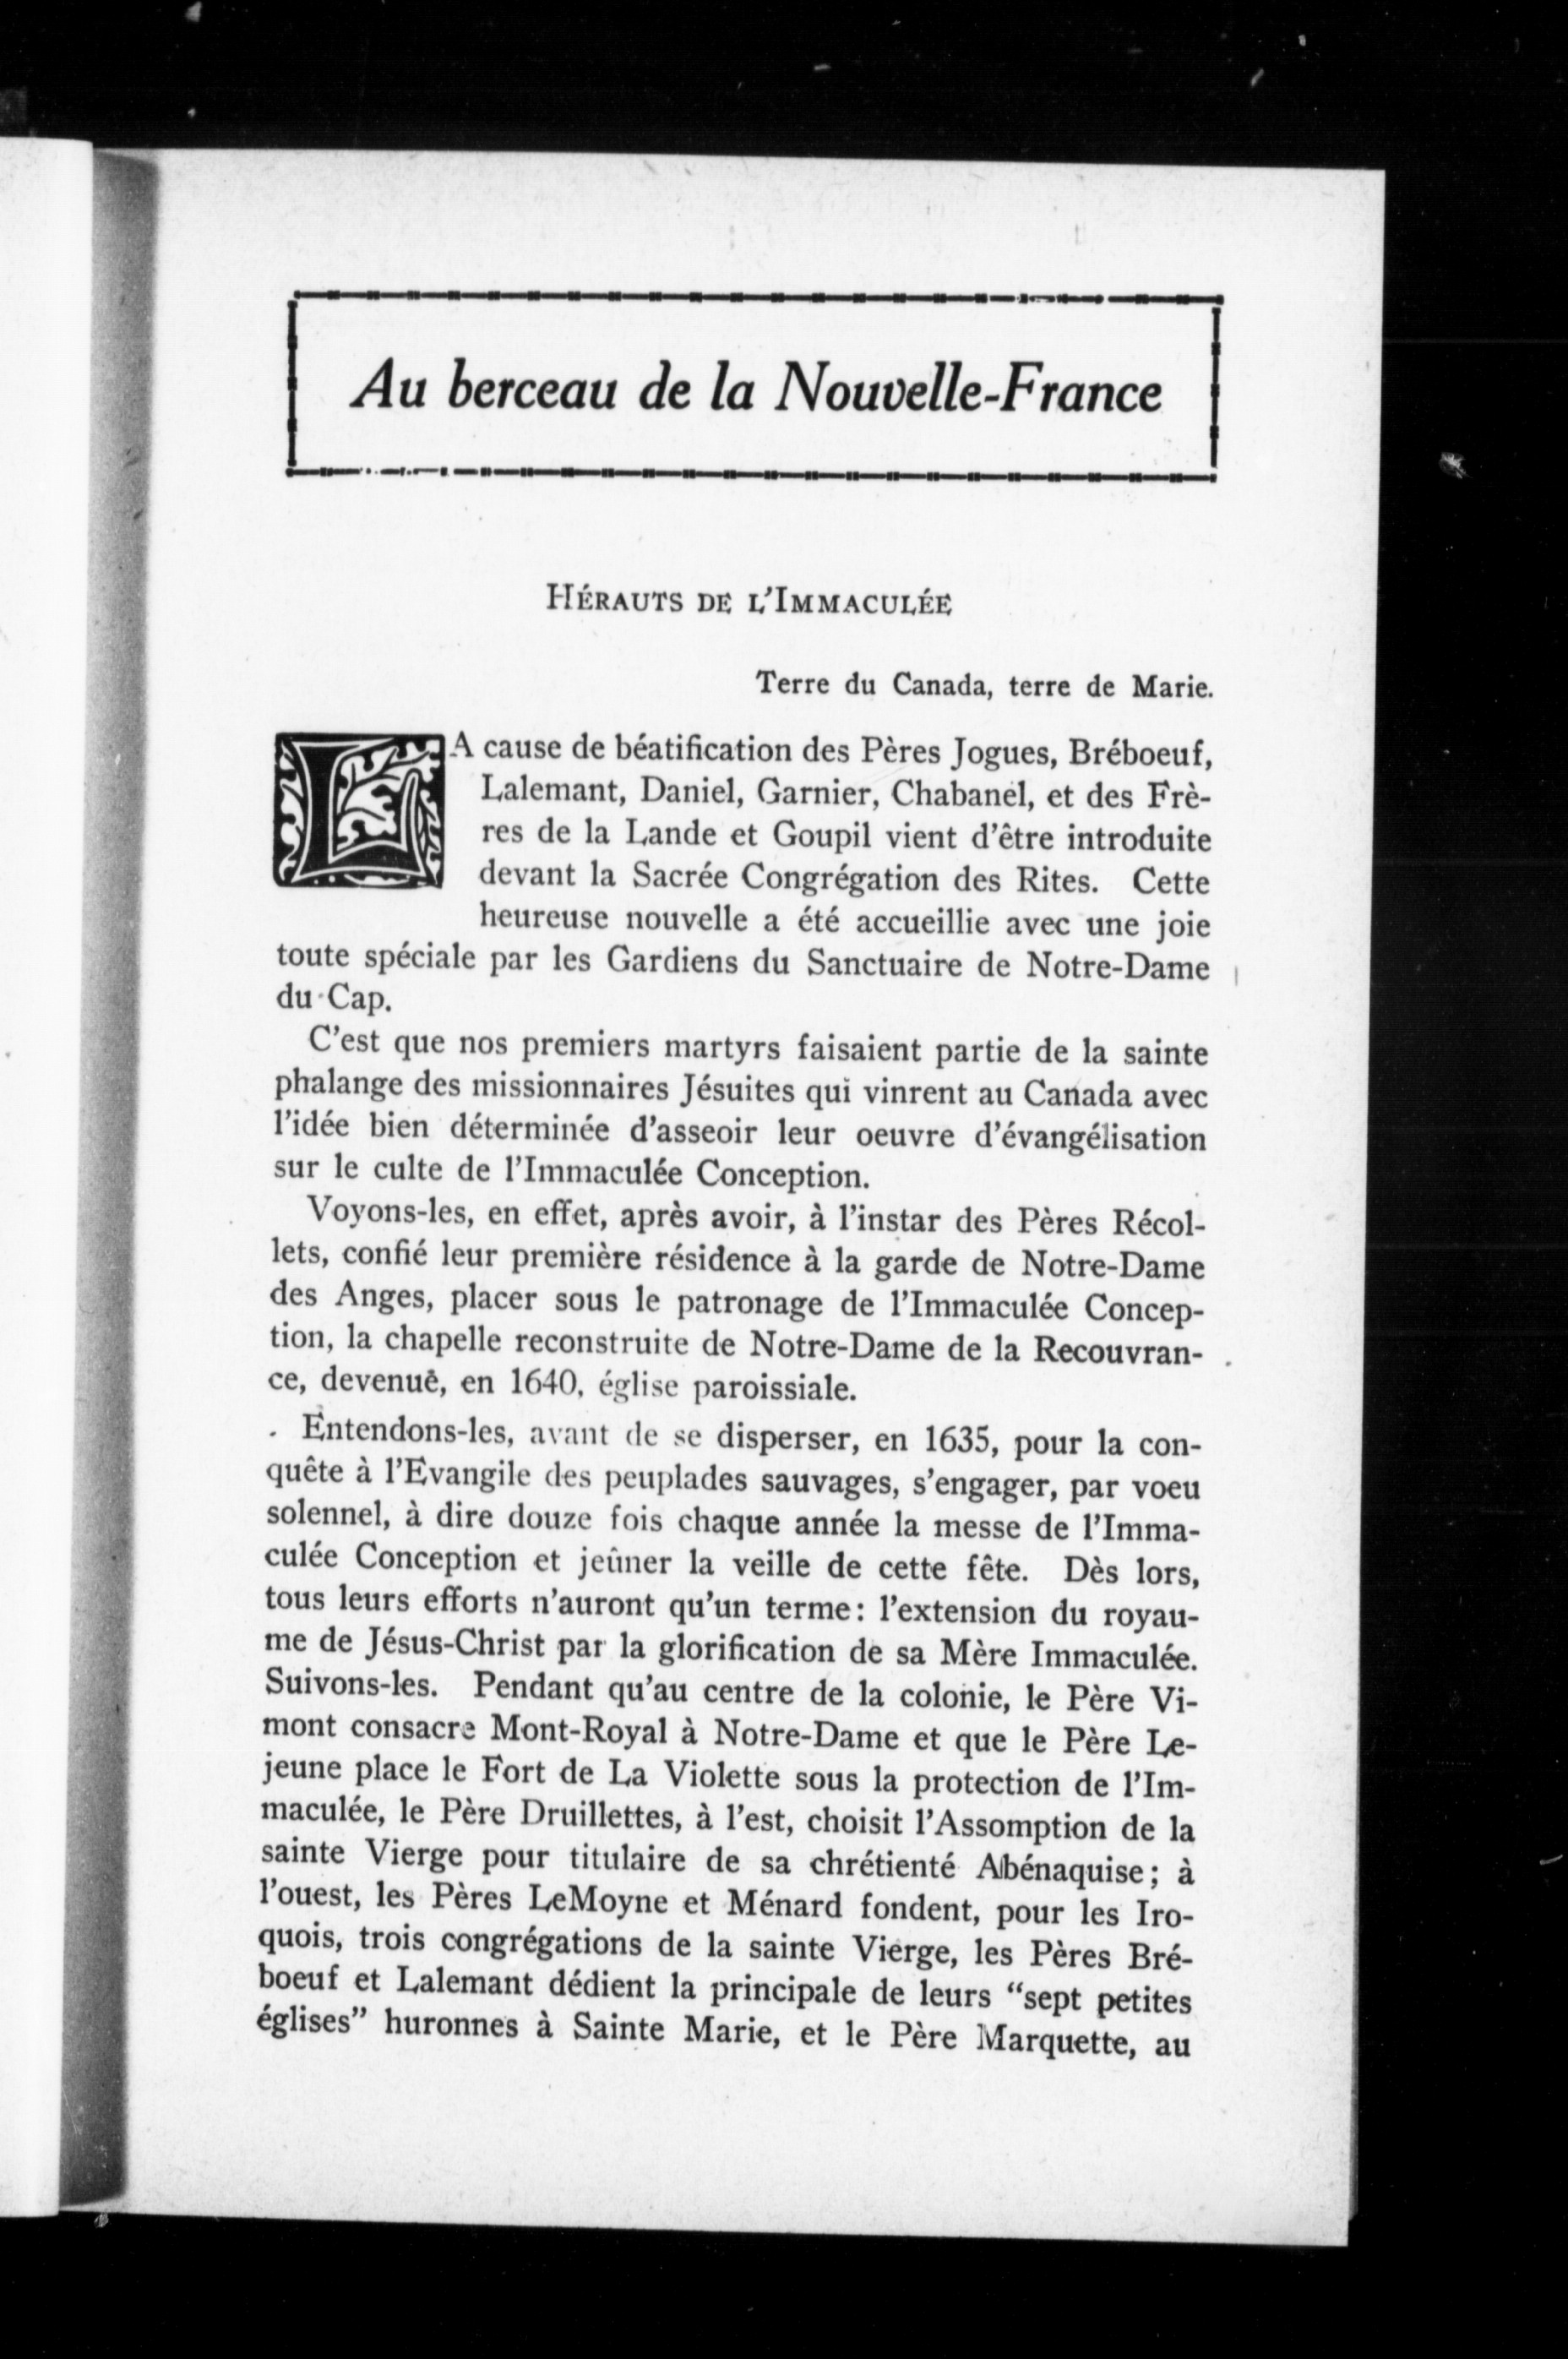 Au berceau de la Nouvelle-France
HÉRAUTS DE L'IMMACULÉE
Terre du Canada, terre de Marie.
LA cause de béatification des Pères Jogues, Bréboeuf,
Lalemant, Daniel, Garnier, Chabanel, et des Frè-
res de la Lande et Goupil vient d'être introduite
devant la Sacrée Congrégation des Rites. Cette
heureuse nouvelle a été accueillie avec une joie
toute spéciale par les Gardiens du Sanctuaire de Notre-Dame
du Cap.
C'est que nos premiers martyrs faisaient partie de la sainte
phalange des missionnaires Jésuites qui vinrent au Canada avec
l'idée bien déterminée d'asseoir leur oeuvre d'évangélisation
sur le culte de l'Immaculée Conception.
Voyons-les, en effet, après avoir, à l'instar des Pères Récol-
lets, confié leur première résidence à la garde de Notre-Dame
des Anges, placer sous le patronage de l'Immaculée Concep-
tion, la chapelle reconstruite de Notre-Dame de la Recouvran-
ce, devenue, en 1640, église paroissiale.
Entendons-les, avant de se disperser, en 1635, pour la con-
quête à l'Evangile des peuplades sauvages, s'engager, par voeu
solennel, à dire douze fois chaque année la messe de l'Imma-
culée Conception et jeûner la veille de cette fête. Dès lors,
tous leurs efforts n'auront qu'un terme: l'extension du royau-
me de Jésus-Christ par la glorification de sa Mère Immaculée.
Suivons-les. Pendant qu'au centre de la colonie, le Père Vi-
mont consacre Mont-Royal à Notre-Dame et que le Père Le-
jeune place le Fort de La Violette sous la protection de l'Im-
maculée, le Père Druillettes, à l'est, choisit l'Assomption de la
sainte Vierge pour titulaire de sa chrétienté Abénaquise; à
l'ouest, les Pères LeMoyne et Ménard fondent, pour les Iro-
quois, trois congrégations de la sainte Vierge, les Pères Bré-
boeuf et Lalemant dédient la principale de leurs "sept petites
églises" huronnes à Sainte Marie, et le Père Marquette, au